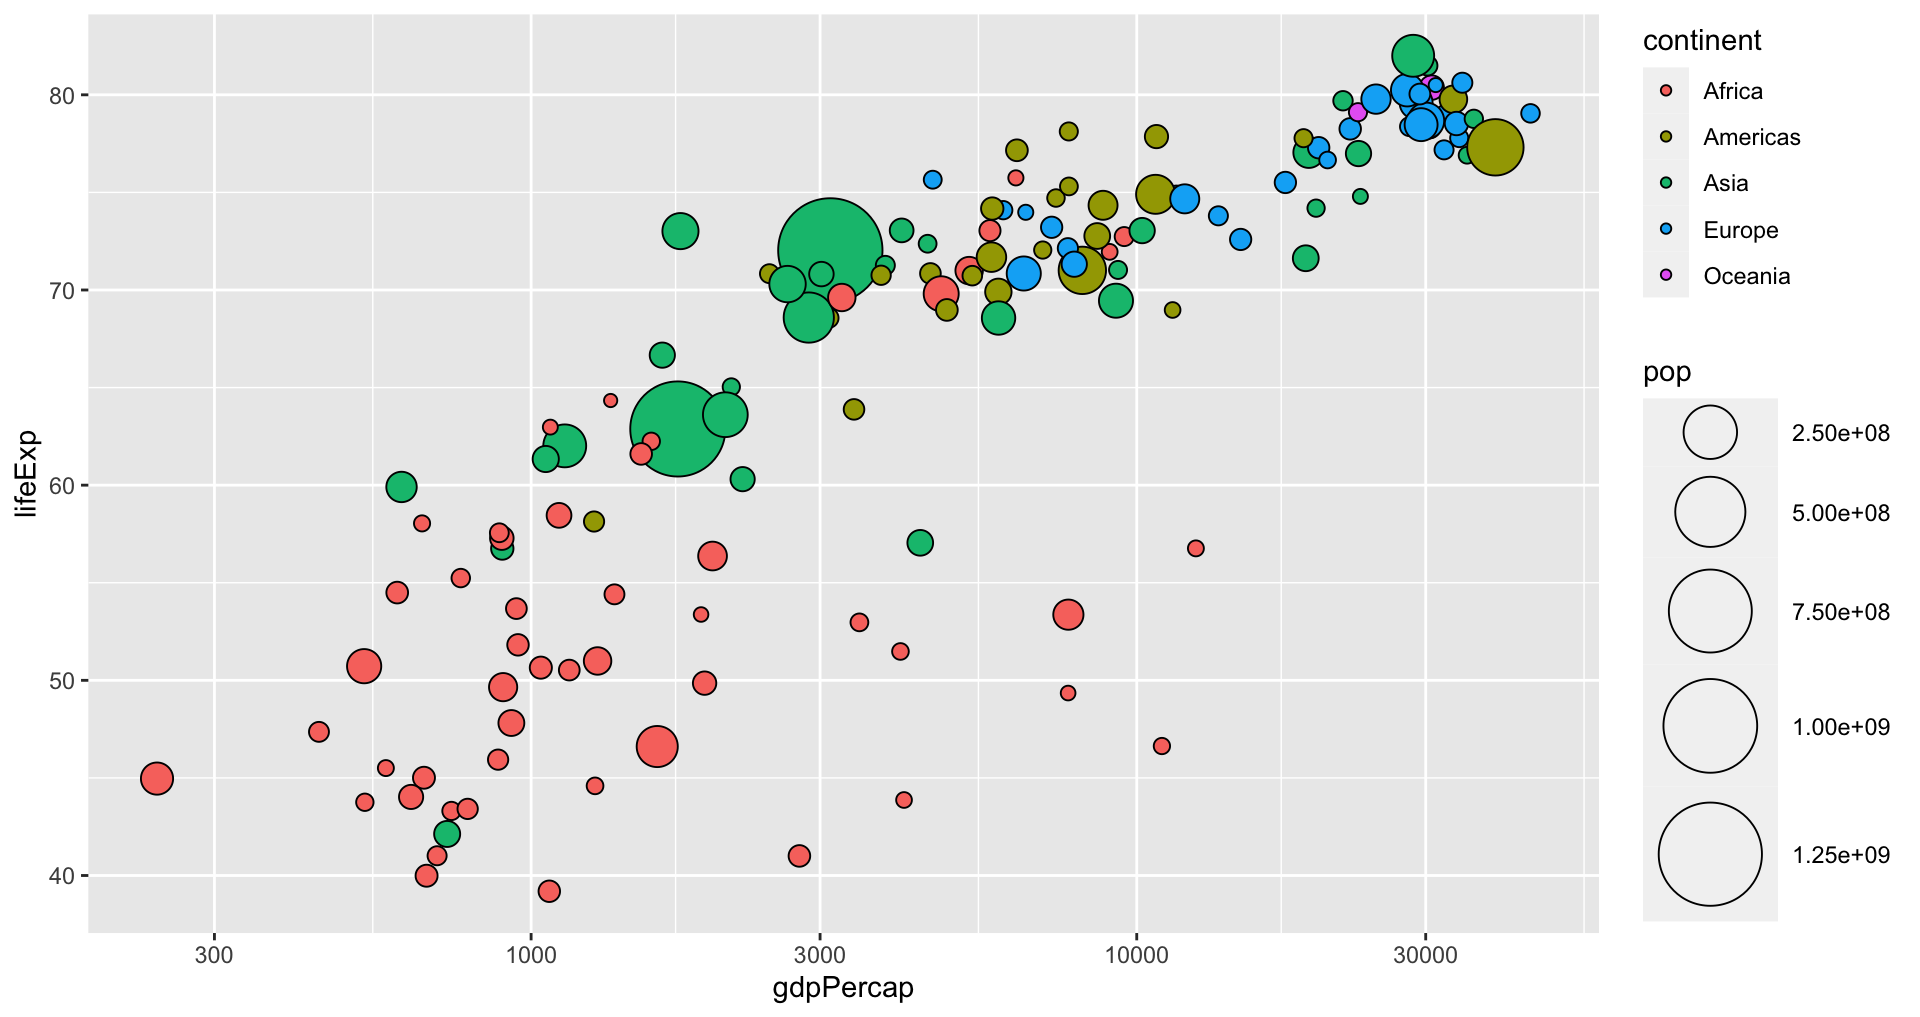 continent
Africa
Americas
Asia
Europe
Oceania
pop
2.50e+08
5.00e+08
7.50e+08
1.00e+09
1.25e+09
lifeExp
80
70
60
50
40
300
1000
3000
10000
30000
gdpPercap